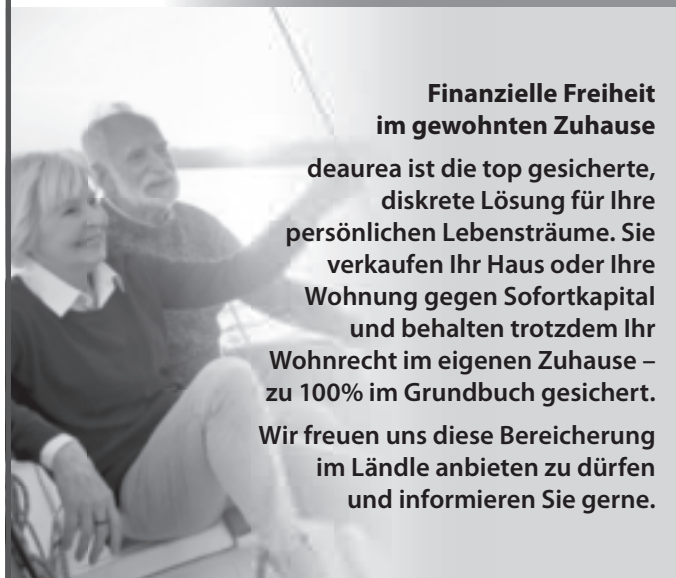 Finanzielle Freiheit
im gewohnten Zuhause
deaurea ist die top gesicherte,
diskrete Lösung für Ihre
persönlichen Lebensträume. Sie
verkaufen Ihr Haus oder Ihre
Wohnung gegen Sofortkapital
und behalten trotzdem Ihr
Wohnrecht im eigenen Zuhause –
zu 100% im Grundbuch gesichert.
Wir freuen uns diese Bereicherung
im Ländle anbieten zu dürfen
und informieren Sie gerne.